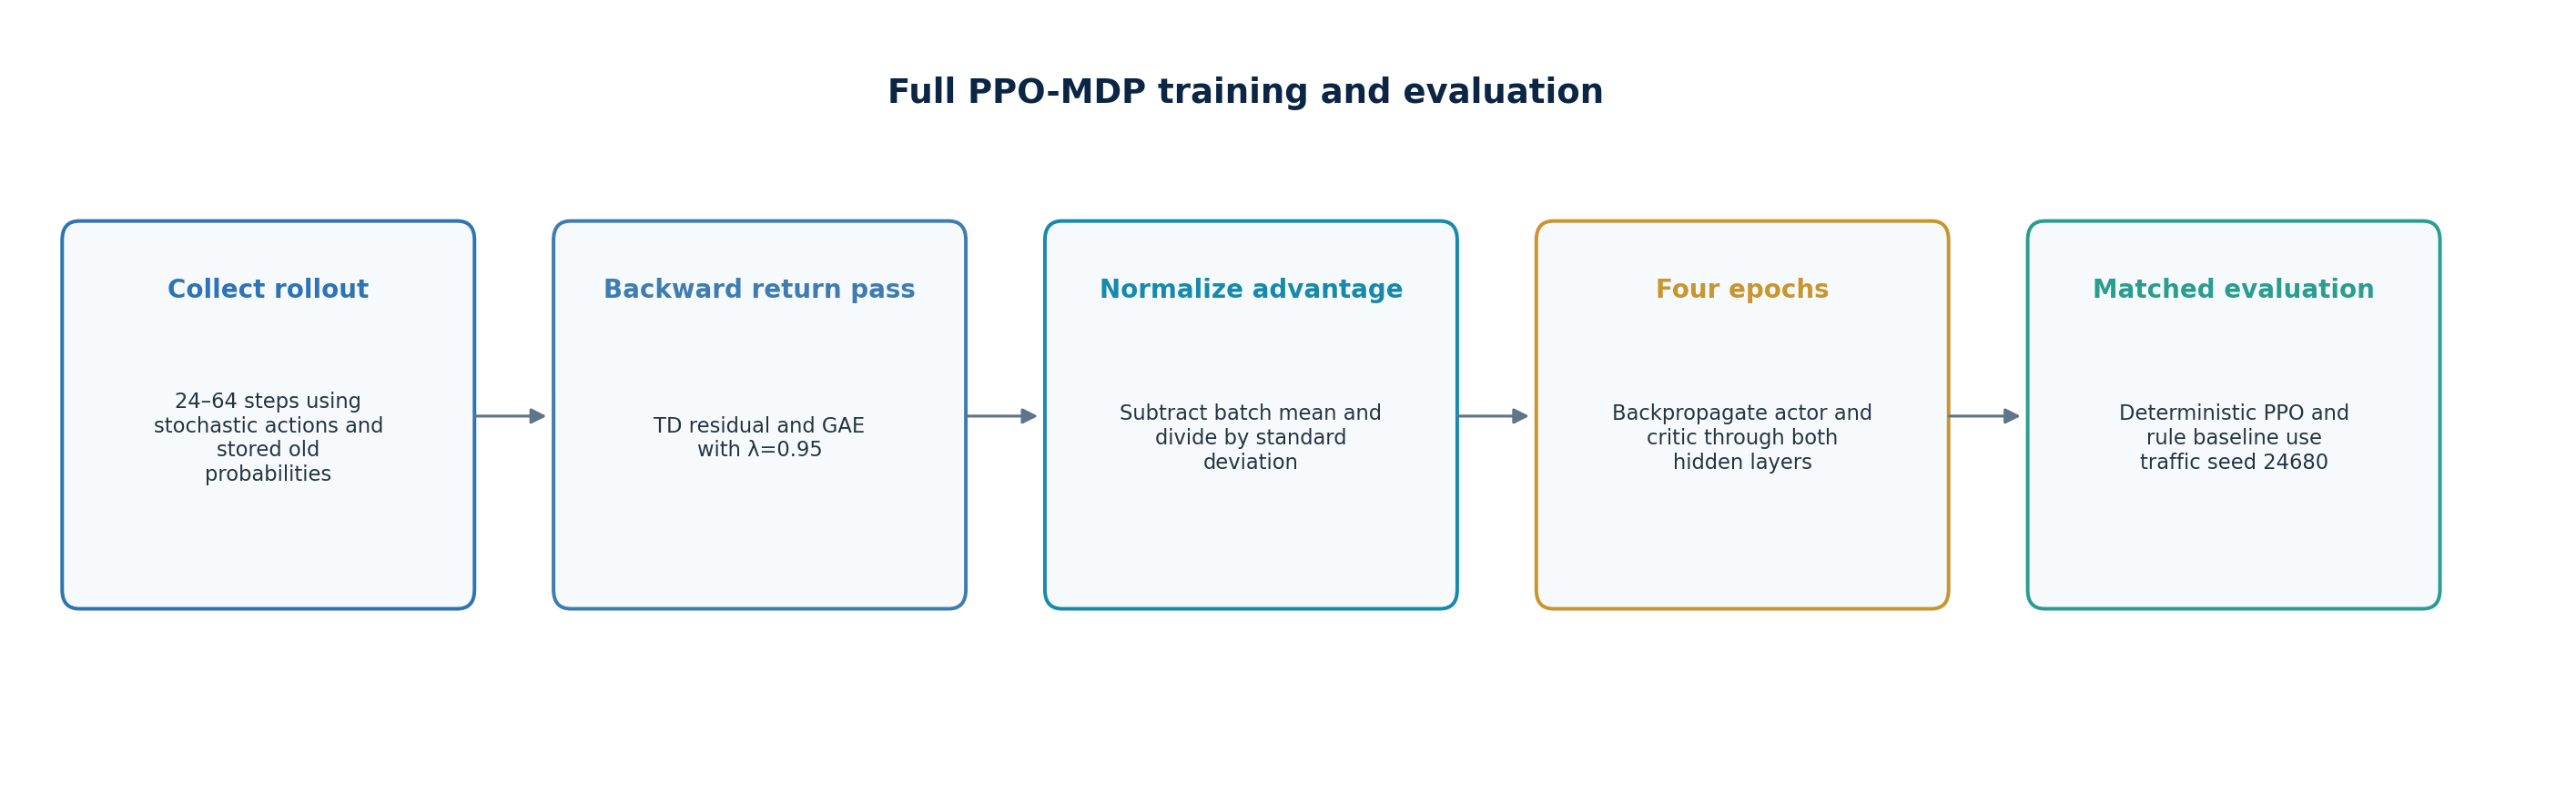 Full PPO-MDP training and evaluation
Collect rollout
24–64 steps using
stochastic actions and
stored old
probabilities
Backward return pass
TD residual and GAE
with λ=0.95
Normalize advantage
Subtract batch mean and
divide by standard
deviation
Four epochs
Backpropagate actor and
critic through both
hidden layers
Matched evaluation
Deterministic PPO and
rule baseline use
traffic seed 24680